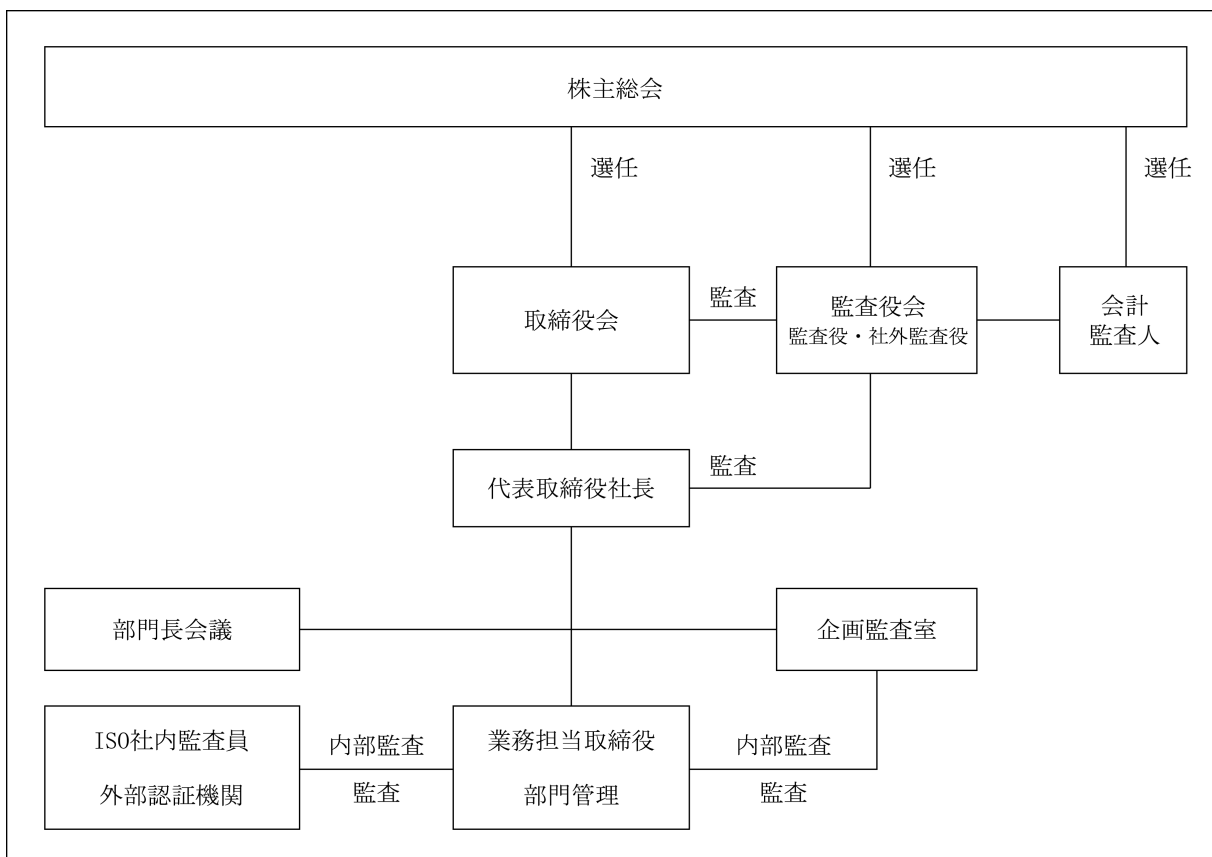 株主総会
選任
選任
選任
取締役会
監査
監査役会
監査役・社外監査役
会計
監査人
代表取締役社長
監査
部門長会議
企画監査室
ISO社内監査員
外部認証機関
内部監査
監査
業務担当取締役
部門管理
内部監査
監査